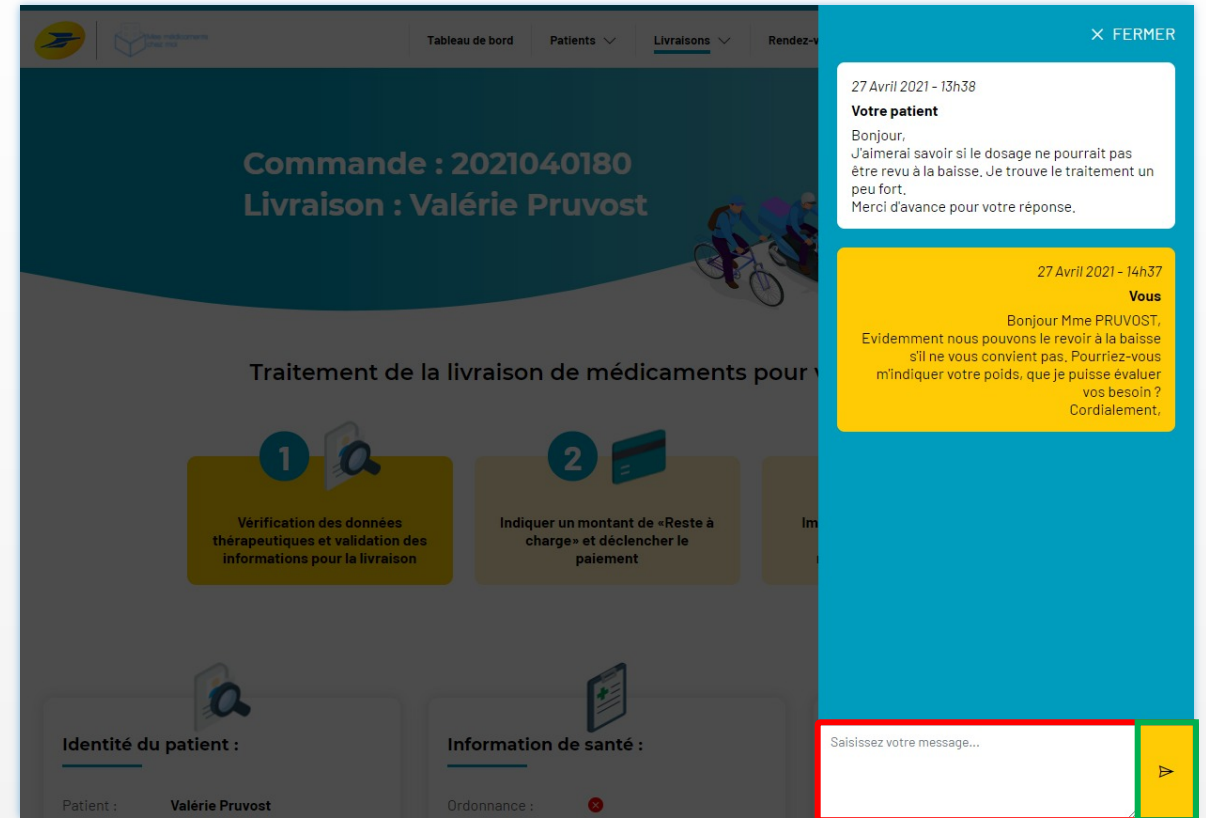 Tableau de bord Patients Livraisons Rendez-v
× FERMER
Commande : 2021040180
Livraison : Valérie Pruvost
27 Avril 2021 - 13h38
Votre patient
Bonjour,
J'aimerai savoir si le dosage ne pourrait pas
être revu à la baisse. Je trouve le traitement un
peu fort.
Merci d'avance pour votre réponse.
27 Avril 2021 - 14h37
Vous
Bonjour Mme PRUVOST,
Evidemment nous pouvons le revoir à la baisse
s'il ne vous convient pas. Pourriez-vous
m'indiquer votre poids, que je puisse évaluer
vos besoin ?
Cordialement,
Traitement de la livraison de médicaments pour v
1
Vérification des données
thérapeutiques et validation des
informations pour la livraison
2
Indiquer un montant de «Reste à
charge» et déclencher le
paiement
Im
Identité du patient :
Patient : Valérie Pruvost
Information de santé :
Ordonnance :
Saisissez votre message...